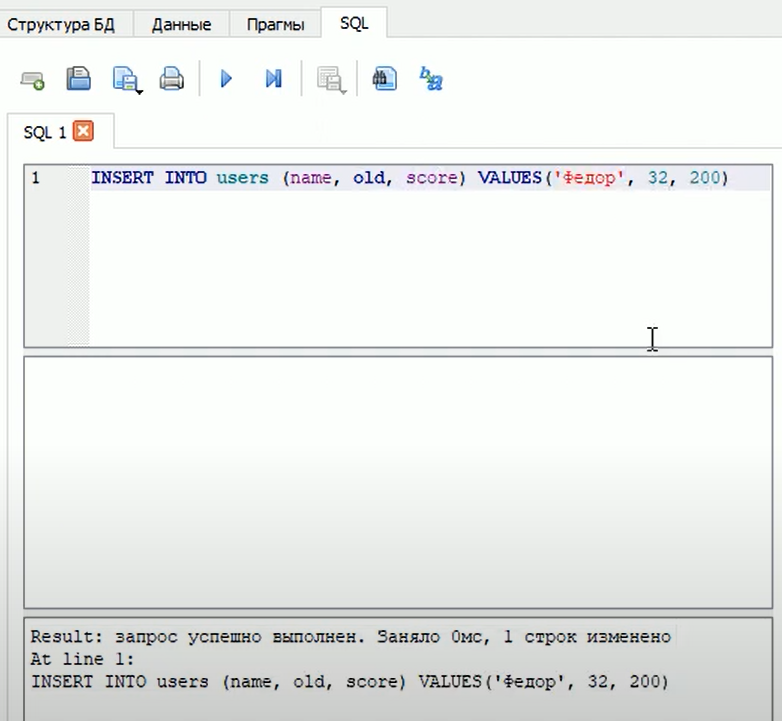 Структура БД Данные Прагмы SQL
SQL 1
1 INSERT INTO users (name, old, score) VALUES('Федор', 32, 200)
Result: запрос успешно выполнен. Заняло 0мс, 1 строк изменено
At line 1:
INSERT INTO users (name, old, score) VALUES('Федор', 32, 200)